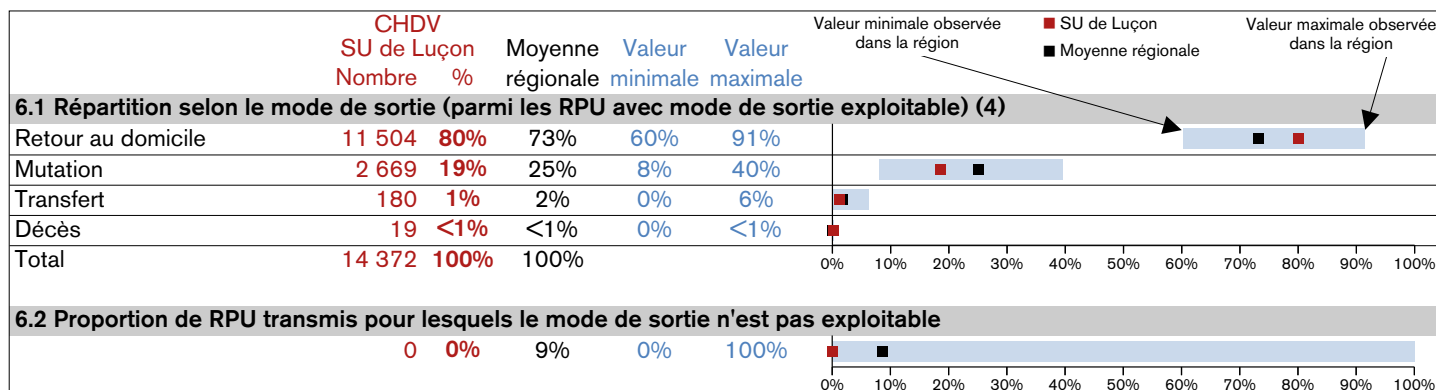 CHDV
SU de Luçon Moyenne Valeur Valeur
Nombre % régionale minimale maximale
Valeur minimale observée
dans la région
SU de Luçon
Moyenne régionale
Valeur maximale observée
dans la région
6.1 Répartition selon le mode de sortie (parmi les RPU avec mode de sortie exploitable) (4)
Retour au domicile 11 504 80% 73% 60% 91%
Mutation 2 669 19% 25% 8% 40%
Transfert 180 1% 2% 0% 6%
Décès 19 <1% <1% 0% <1%
Total 14 372 100% 100%
0% 10% 20% 30% 40% 50% 60% 70% 80% 90% 100%
6.2 Proportion de RPU transmis pour lesquels le mode de sortie n'est pas exploitable
0 0% 9% 0% 100%
0% 10% 20% 30% 40% 50% 60% 70% 80% 90% 100%